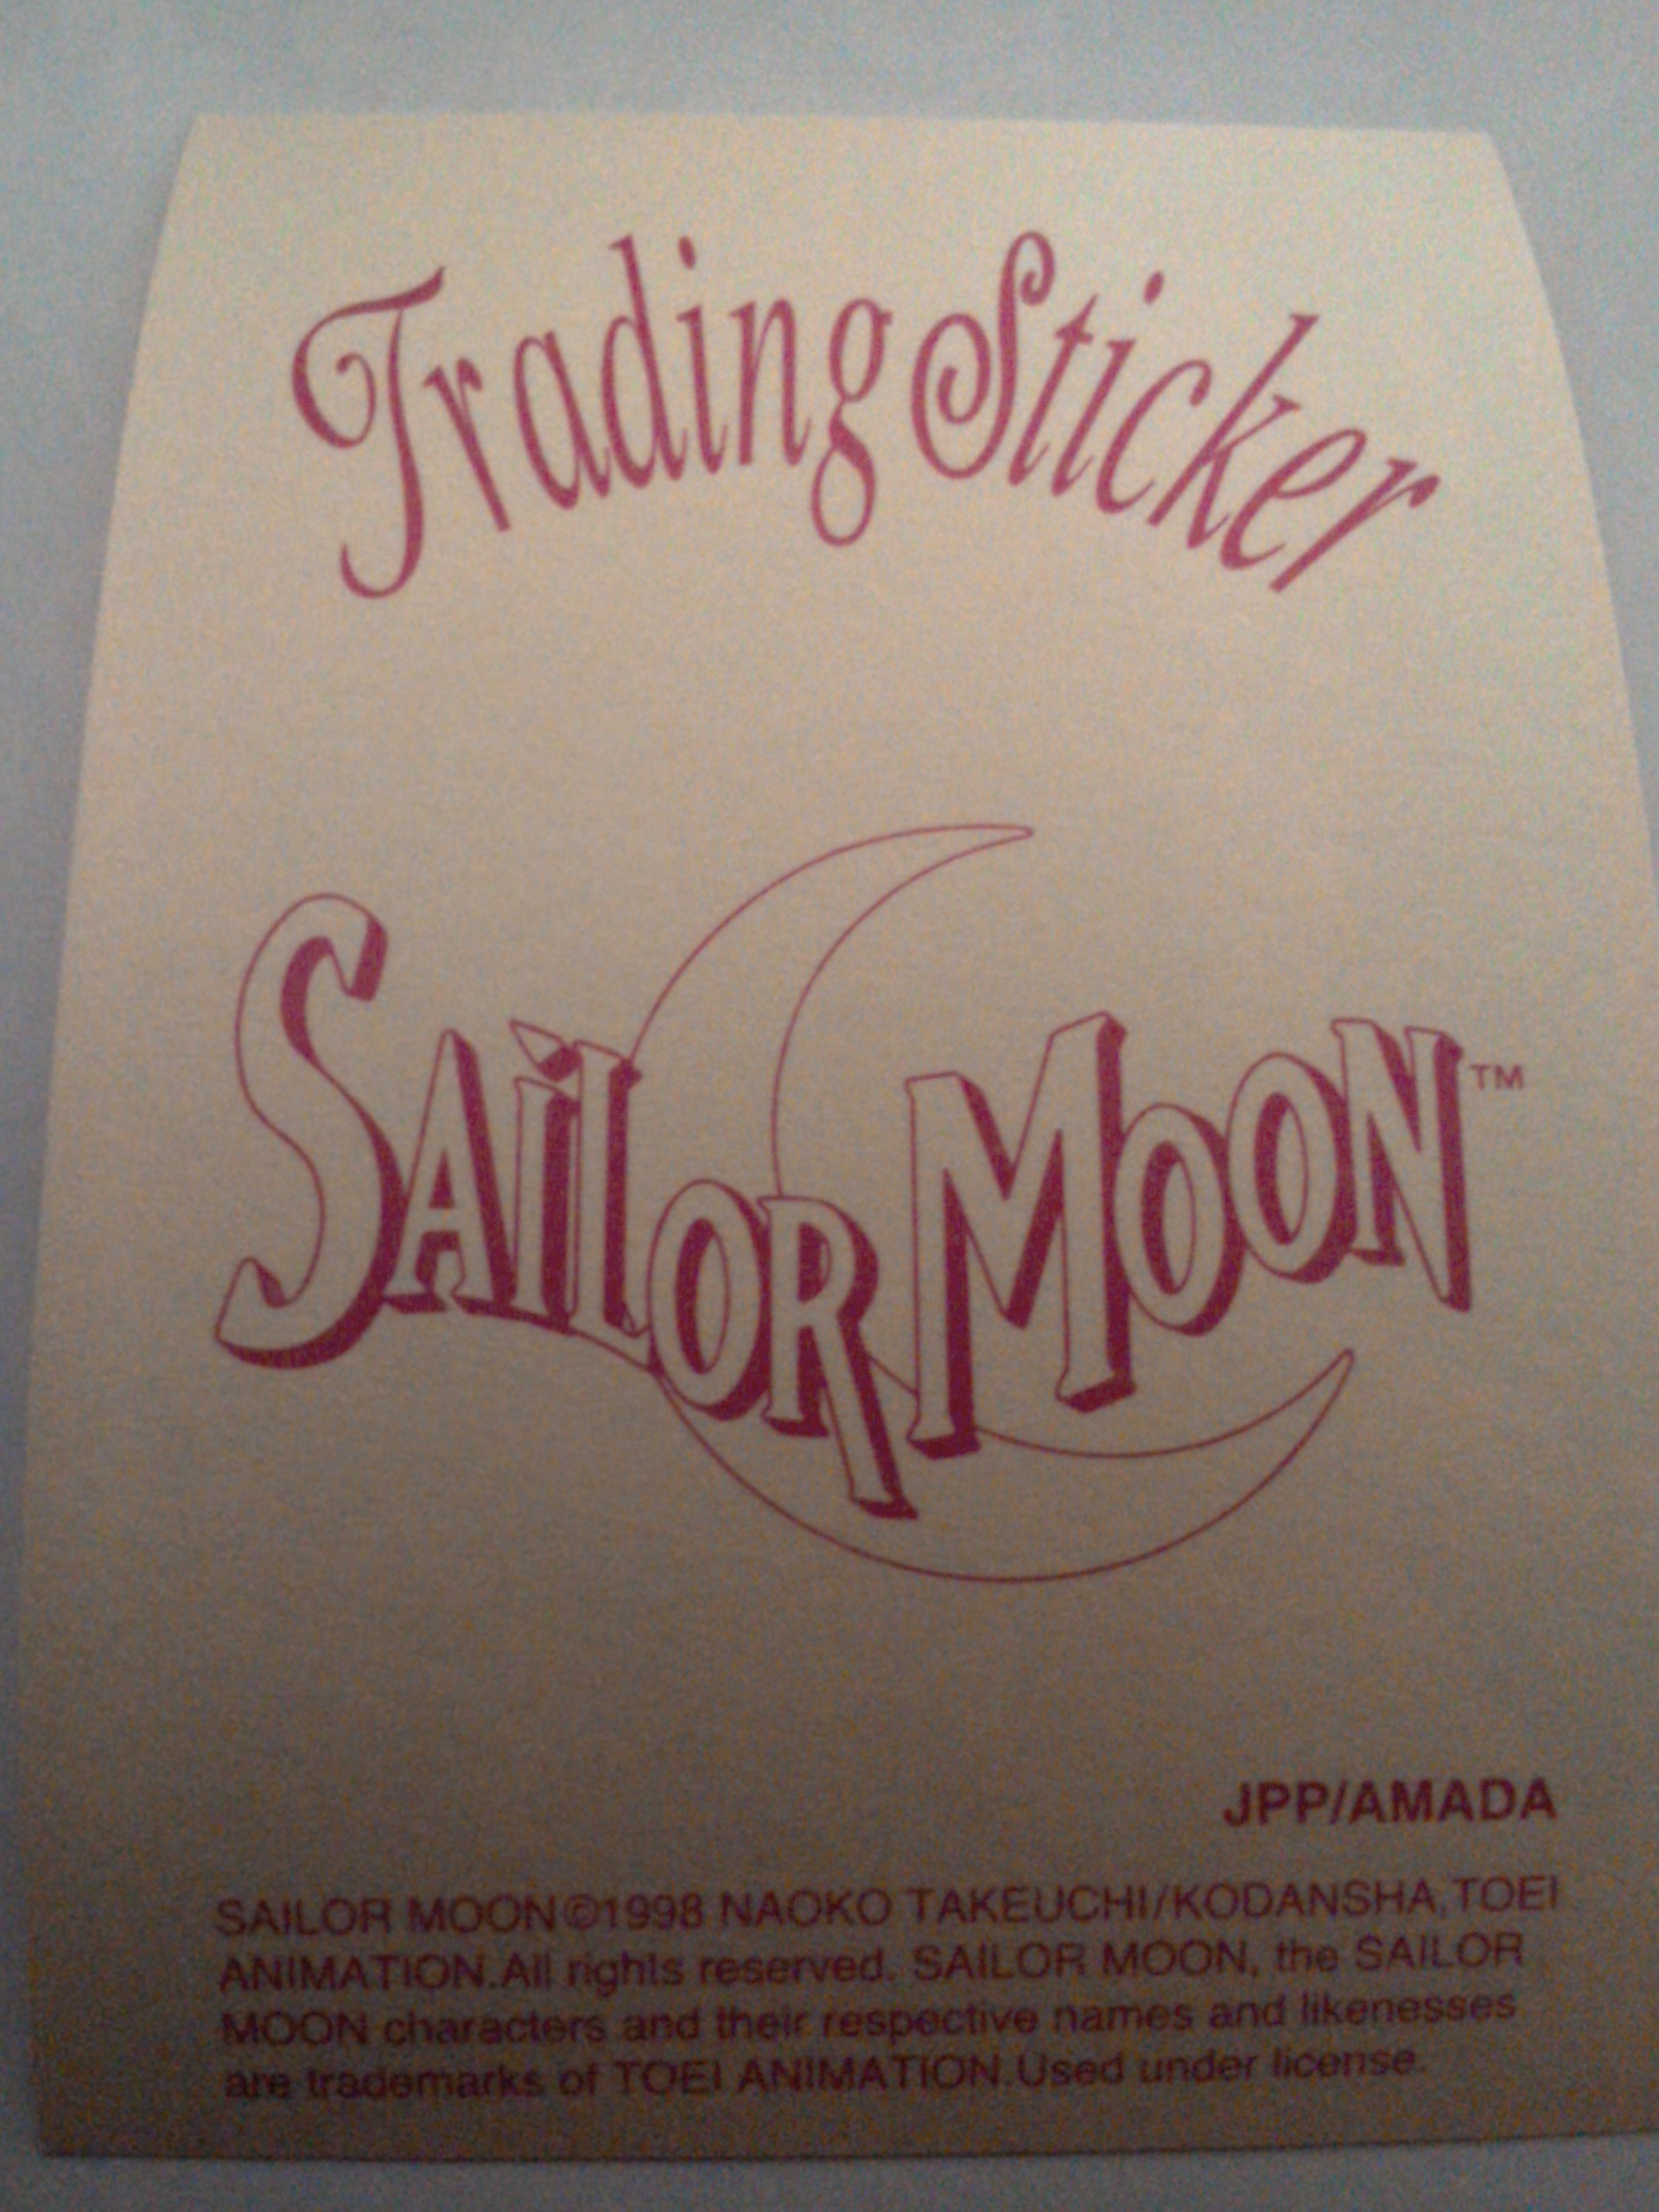 Trading Sticker
SAiLOR MOON™
JPP/AMADA
SAILOR MOON©1998 NAOKO TAKEUCHI/KODANSHA,TOEI
ANIMATION.All rights reserved. SAILOR MOON, the SAILOR
MOON characters and their respective names and likenesses
are trademarks of TOEI ANIMATION.Used under license.